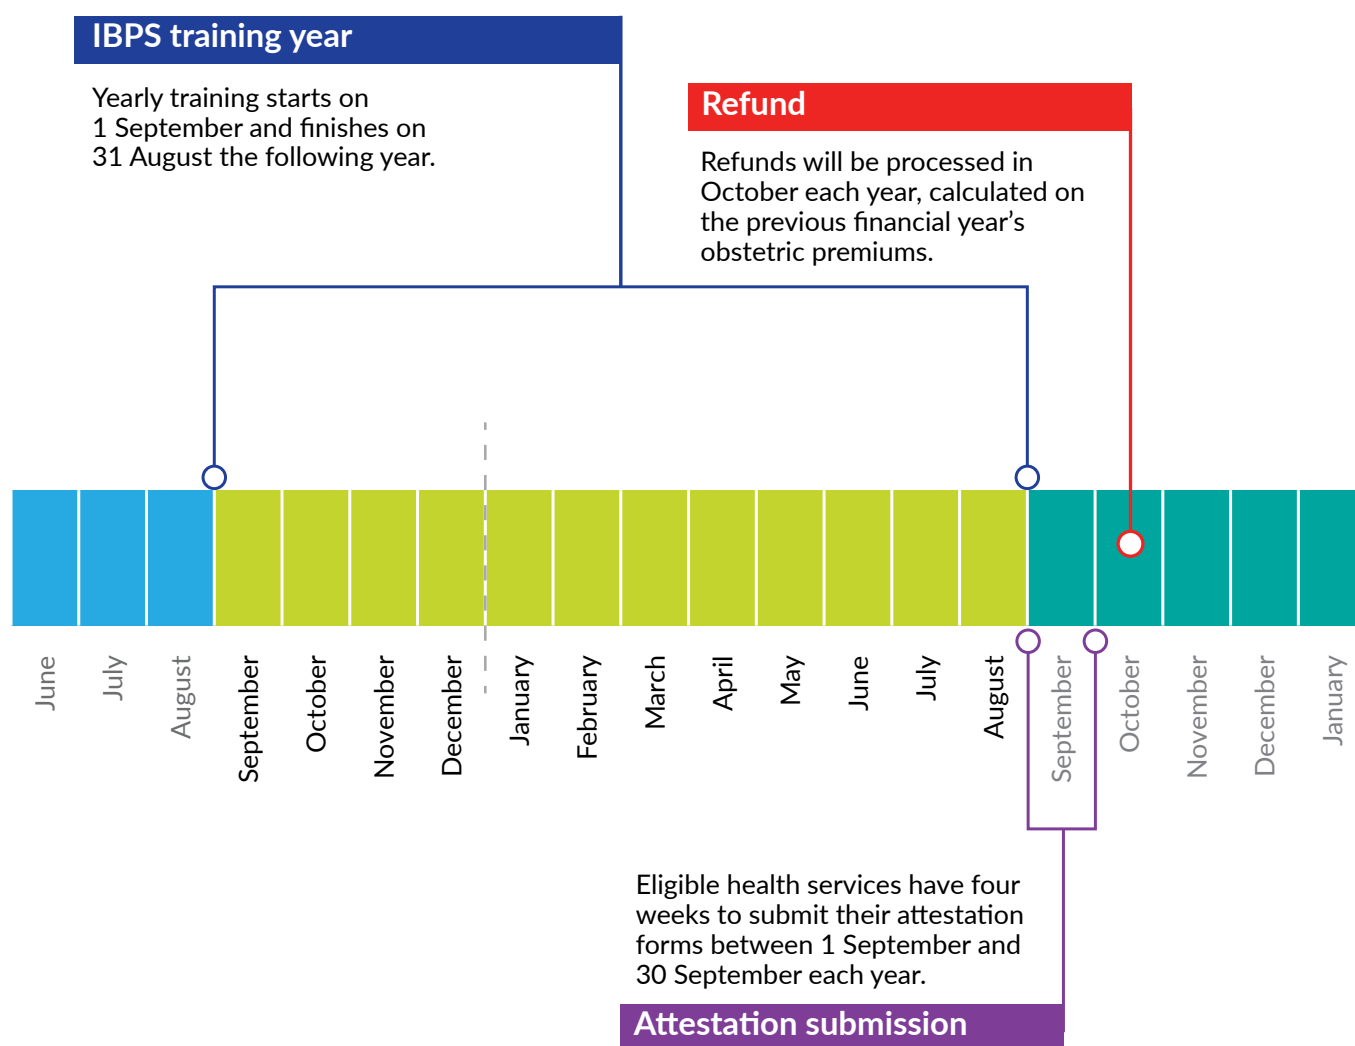 IBPS training year
Yearly training starts on
1 September and finishes on
31 August the following year.
Refund
Refunds will be processed in
October each year, calculated on
the previous financial year’s
obstetric premiums.
June
July
August
September
October
November
December
January
February
March
April
May
June
July
August
September
October
November
December
January
Eligible health services have four
weeks to submit their attestation
forms between 1 September and
30 September each year.
Attestation submission